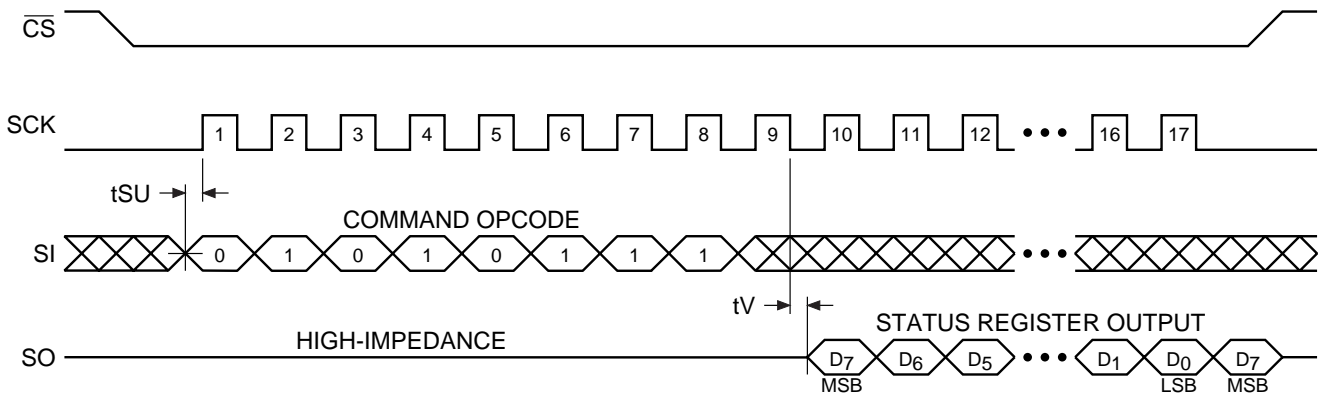 CS
SCK 1 2 3 4 5 6 7 8 9 10 11 12 ••• 16 17
tSU
COMMAND OPCODE
SI 0 1 0 1 0 1 1 1 •••
tV
HIGH-IMPEDANCE STATUS REGISTER OUTPUT
SO D7 D6 D5 ••• D1 D0 D7
MSB LSB MSB